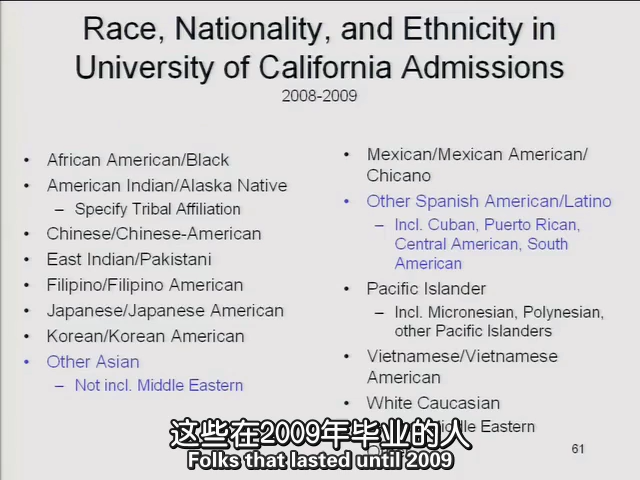 Race, Nationality, and Ethnicity in
University of California Admissions
2008-2009
• African American/Black
• American Indian/Alaska Native
– Specify Tribal Affiliation
• Chinese/Chinese-American
• East Indian/Pakistani
• Filipino/Filipino American
• Japanese/Japanese American
• Korean/Korean American
• Other Asian
– Not incl. Middle Eastern
• Mexican/Mexican American/
Chicano
• Other Spanish American/Latino
– Incl. Cuban, Puerto Rican,
Central American, South
American
• Pacific Islander
– Incl. Micronesian, Polynesian,
other Pacific Islanders
• Vietnamese/Vietnamese
American
• White Caucasian
Middle Eastern
61
这些在2009年毕业的人
Folks that lasted until 2009